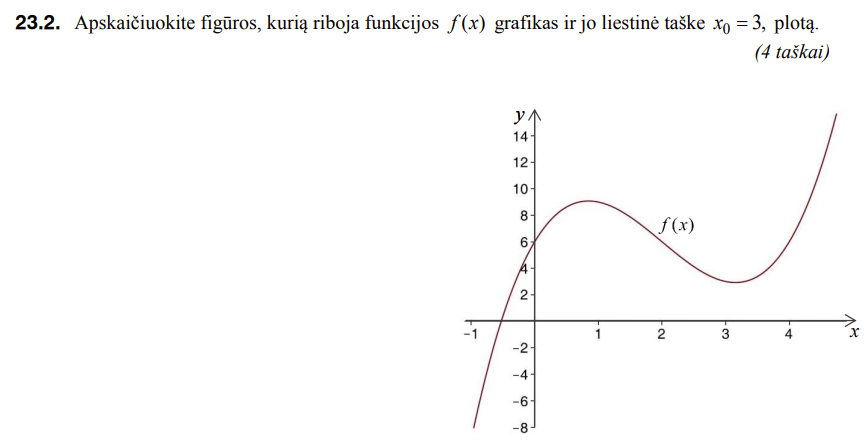 23.2. Apskaičiuokite figūros, kurią riboja funkcijos f(x) grafikas ir jo liestinė taške x₀ = 3, plotą.
(4 taškai)
y
14
12
10
8
f(x)
6
4
2
-1 1 2 3 4 x
-2
-4
-6
-8